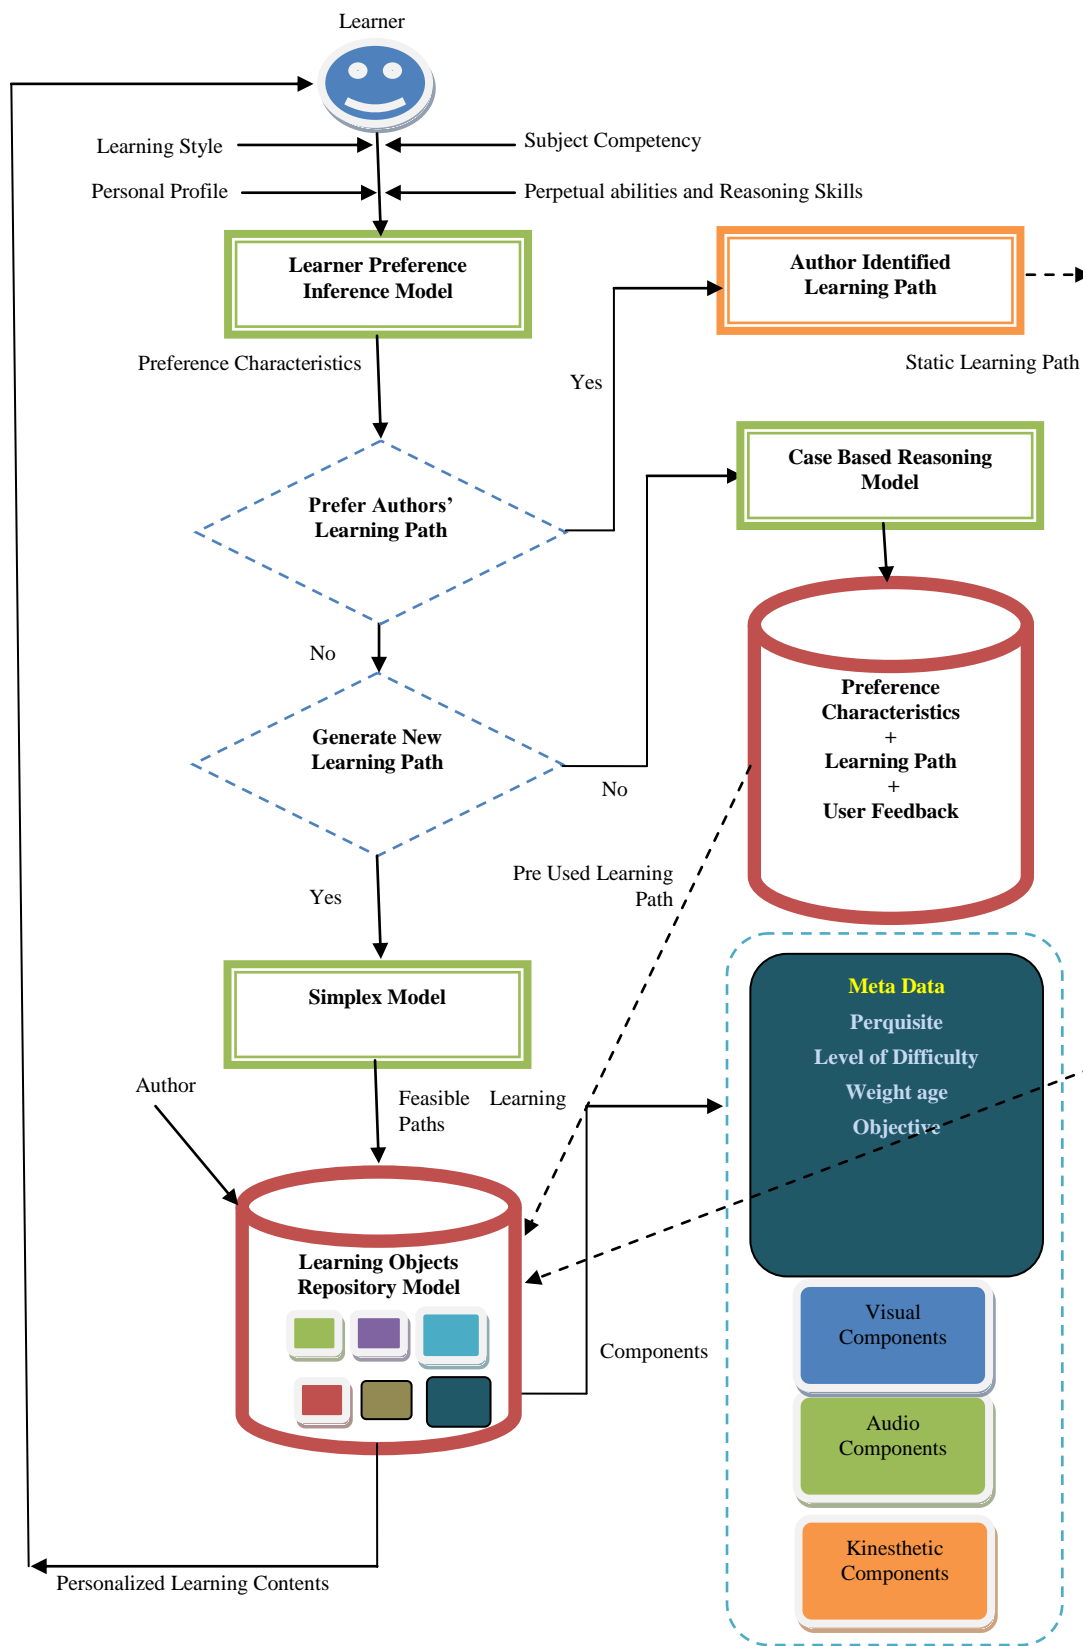 Learner
Learning Style
Subject Competency
Personal Profile
Perpetual abilities and Reasoning Skills
Learner Preference
Inference Model
Author Identified
Learning Path
Preference Characteristics
Yes
Static Learning Path
Case Based Reasoning
Model
Prefer Authors’
Learning Path
No
Preference
Characteristics
+
Learning Path
+
User Feedback
Generate New
Learning Path
No
Pre Used Learning
Path
Yes
Simplex Model
Meta Data
Perquisite
Level of Difficulty
Weight age
Objective
Author
Feasible Learning
Paths
Learning Objects
Repository Model
Components
Visual
Components
Audio
Components
Kinesthetic
Components
Personalized Learning Contents